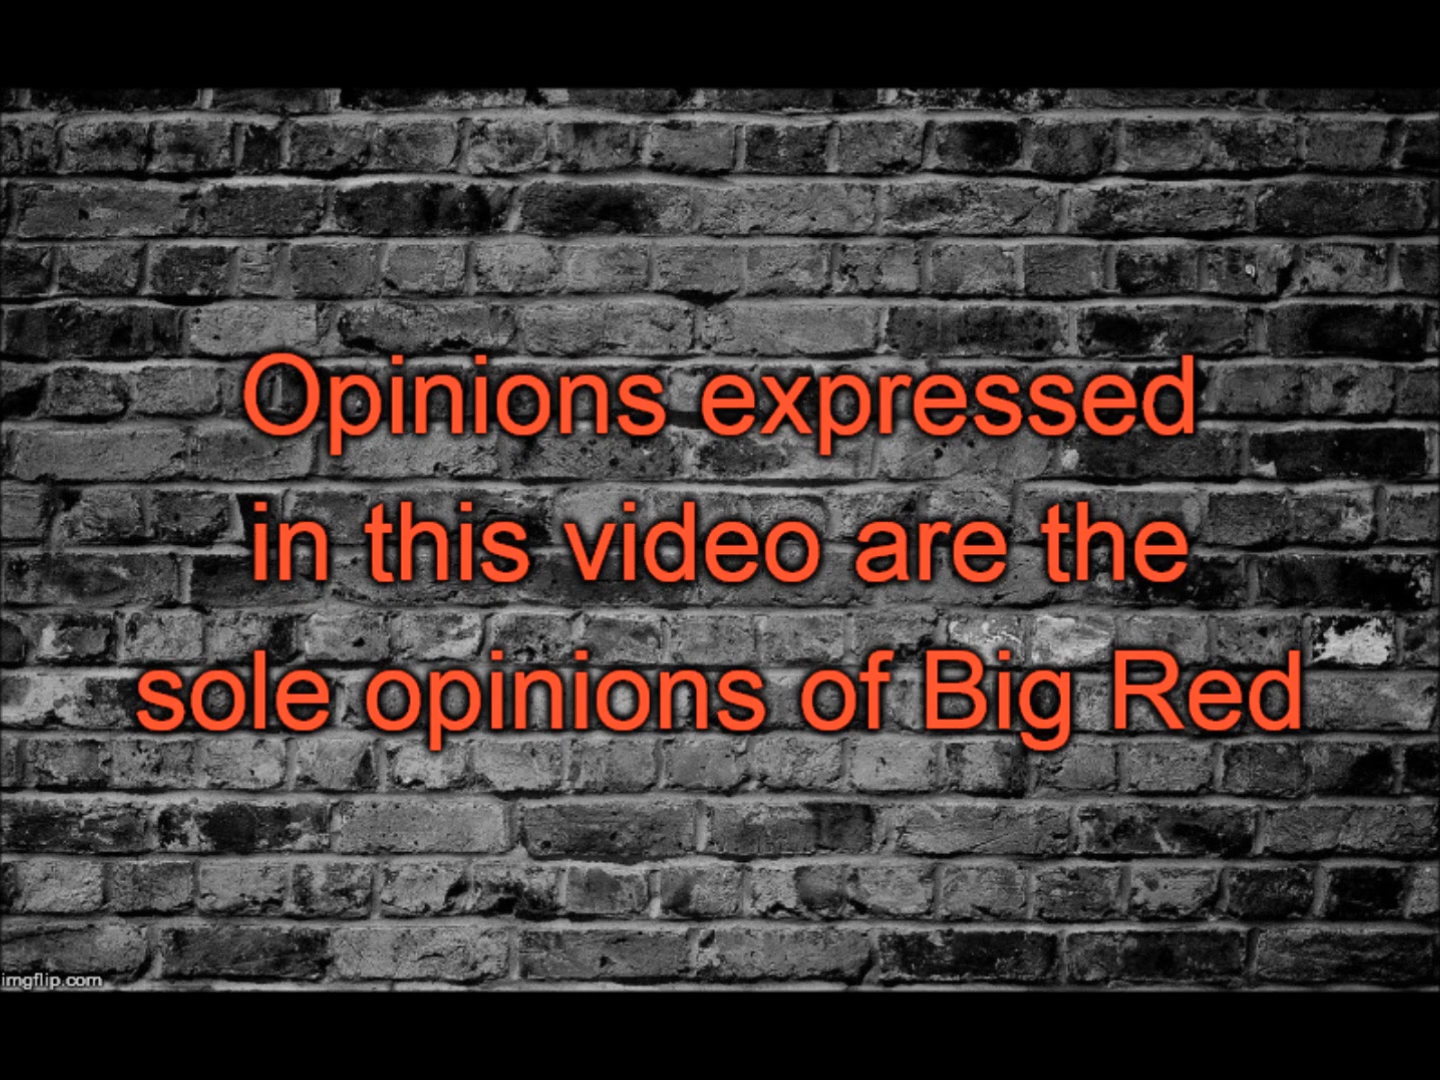 Opinions expressed
in this video are the
sole opinions of Big Red
imgflip.com